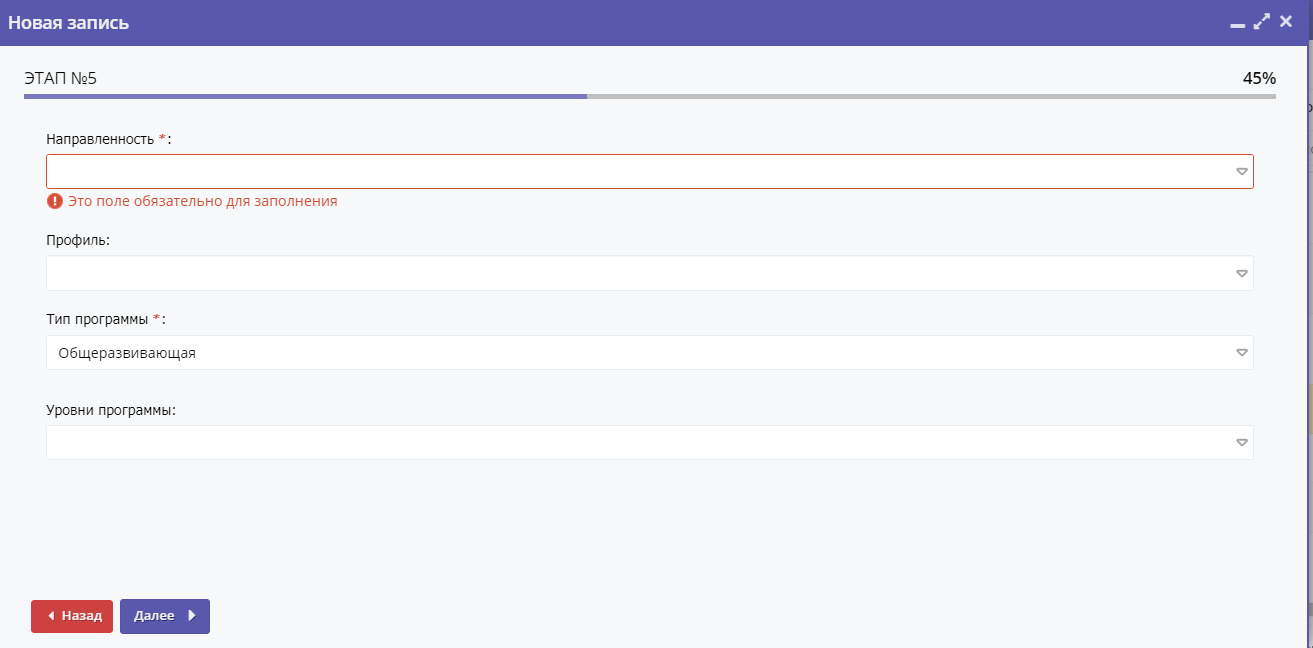 Новая запись
ЭТАП №5
45%
Направленность *:
Это поле обязательно для заполнения
Профиль:
Тип программы *:
Общеразвивающая
Уровни программы:
Назад
Далее